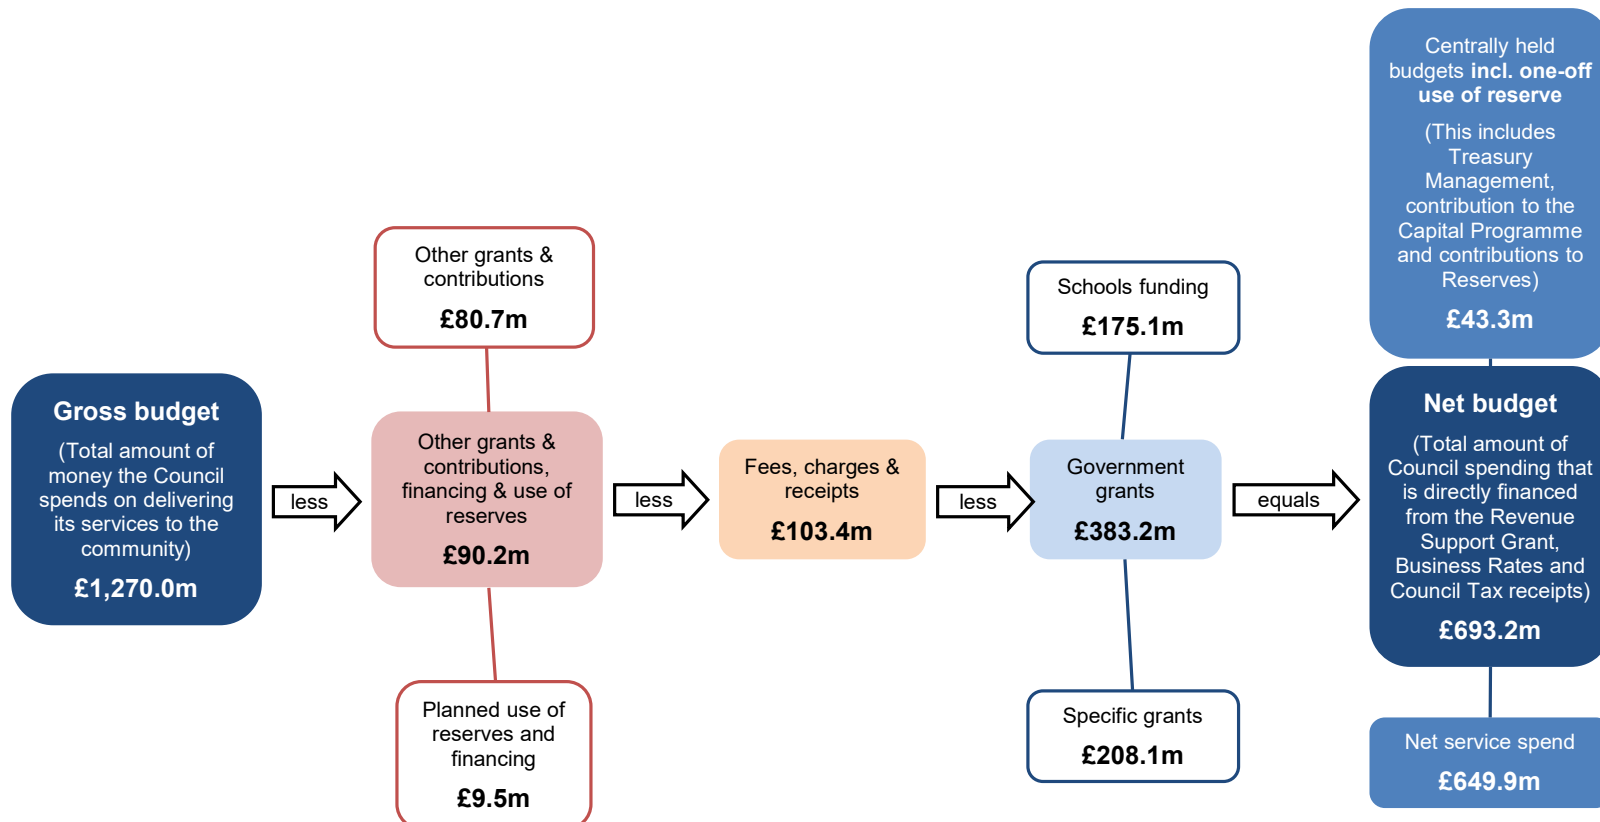 Gross budget
(Total amount of
money the Council
spends on delivering
its services to the
community)
£1,270.0m
less
Other grants &
contributions
£80.7m
Other grants &
contributions,
financing & use of
reserves
£90.2m
Planned use of
reserves and
financing
£9.5m
less
Fees, charges &
receipts
£103.4m
less
Schools funding
£175.1m
Government
grants
£383.2m
Specific grants
£208.1m
equals
Centrally held
budgets incl. one-off
use of reserve
(This includes
Treasury
Management,
contribution to the
Capital Programme
and contributions to
Reserves)
£43.3m
Net budget
(Total amount of
Council spending that
is directly financed
from the Revenue
Support Grant,
Business Rates and
Council Tax receipts)
£693.2m
Net service spend
£649.9m